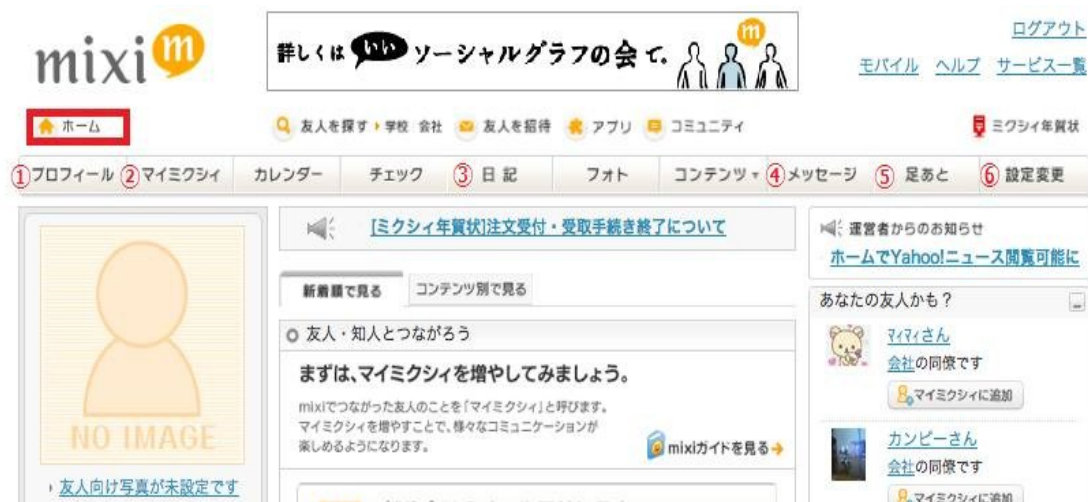 mixi m
詳しくは いい ソーシャルグラフの会 て.
m
ログアウト
モバイル ヘルプ サービス一覧
ホーム
友人を探す 学校 会社 友人を招待 アプリ コミュニティ
ミクシィ年賀状
①プロフィール ②マイミクシィ カレンダー チェック ③ 日記 フォト コンテンツ ▼ ④メッセージ ⑤ 足あと ⑥ 設定変更
[ミクシィ年賀状]注文受付・受取手続き終了について
運営者からのお知らせ
ホームでYahoo!ニュース閲覧可能に
新着順で見る コンテンツ別で見る
あなたの友人かも?
友人・知人とつながろう
まずは、マイミクシィを増やしてみましょう。
mixiでつながった友人のことを「マイミクシィ」と呼びます。
マイミクシィを増やすことで、様々なコミュニケーションが
楽しめるようになります。
mixiガイドを見る
マイマイさん
会社の同僚です
マイミクシィに追加
カンピーさん
会社の同僚です
マイミクシィに追加
NO IMAGE
友人向け写真が未設定です